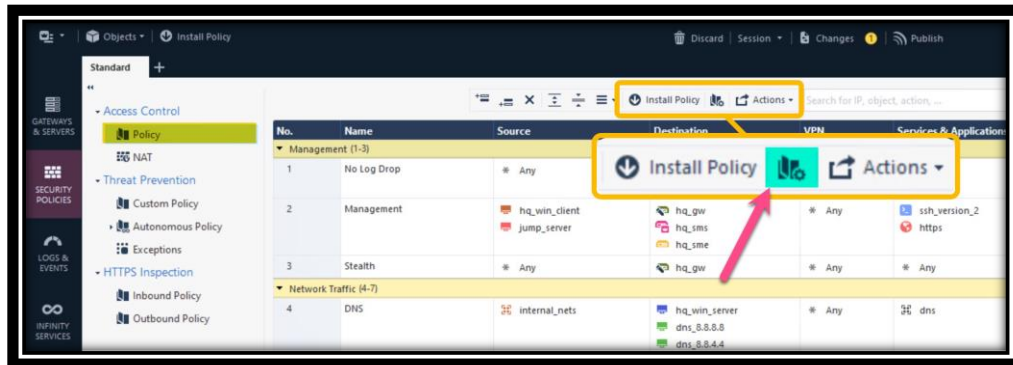 Objects Install Policy Discard Session Changes 1 Publish
Standard +
GATEWAYS & SERVERS
SECURITY POLICIES
LOGS & EVENTS
INFINITY SERVICES
Access Control
Policy
NAT
Threat Prevention
Custom Policy
Autonomous Policy
Exceptions
HTTPS Inspection
Inbound Policy
Outbound Policy
Install Policy Actions Search for IP, object, action, ...
No. Name Source Destination VPN Services & Applications
Install Policy Actions
Management (1-3)
1 No Log Drop * Any
2 Management hq_win_client hq_gw * Any ssh_version_2
jump_server hq_sms https
hq_sme
3 Stealth * Any hq_gw * Any * Any
Network Traffic (4-7)
4 DNS internal_nets hq_win_server * Any dns
dns_8.8.8.8
dns_8.8.4.4